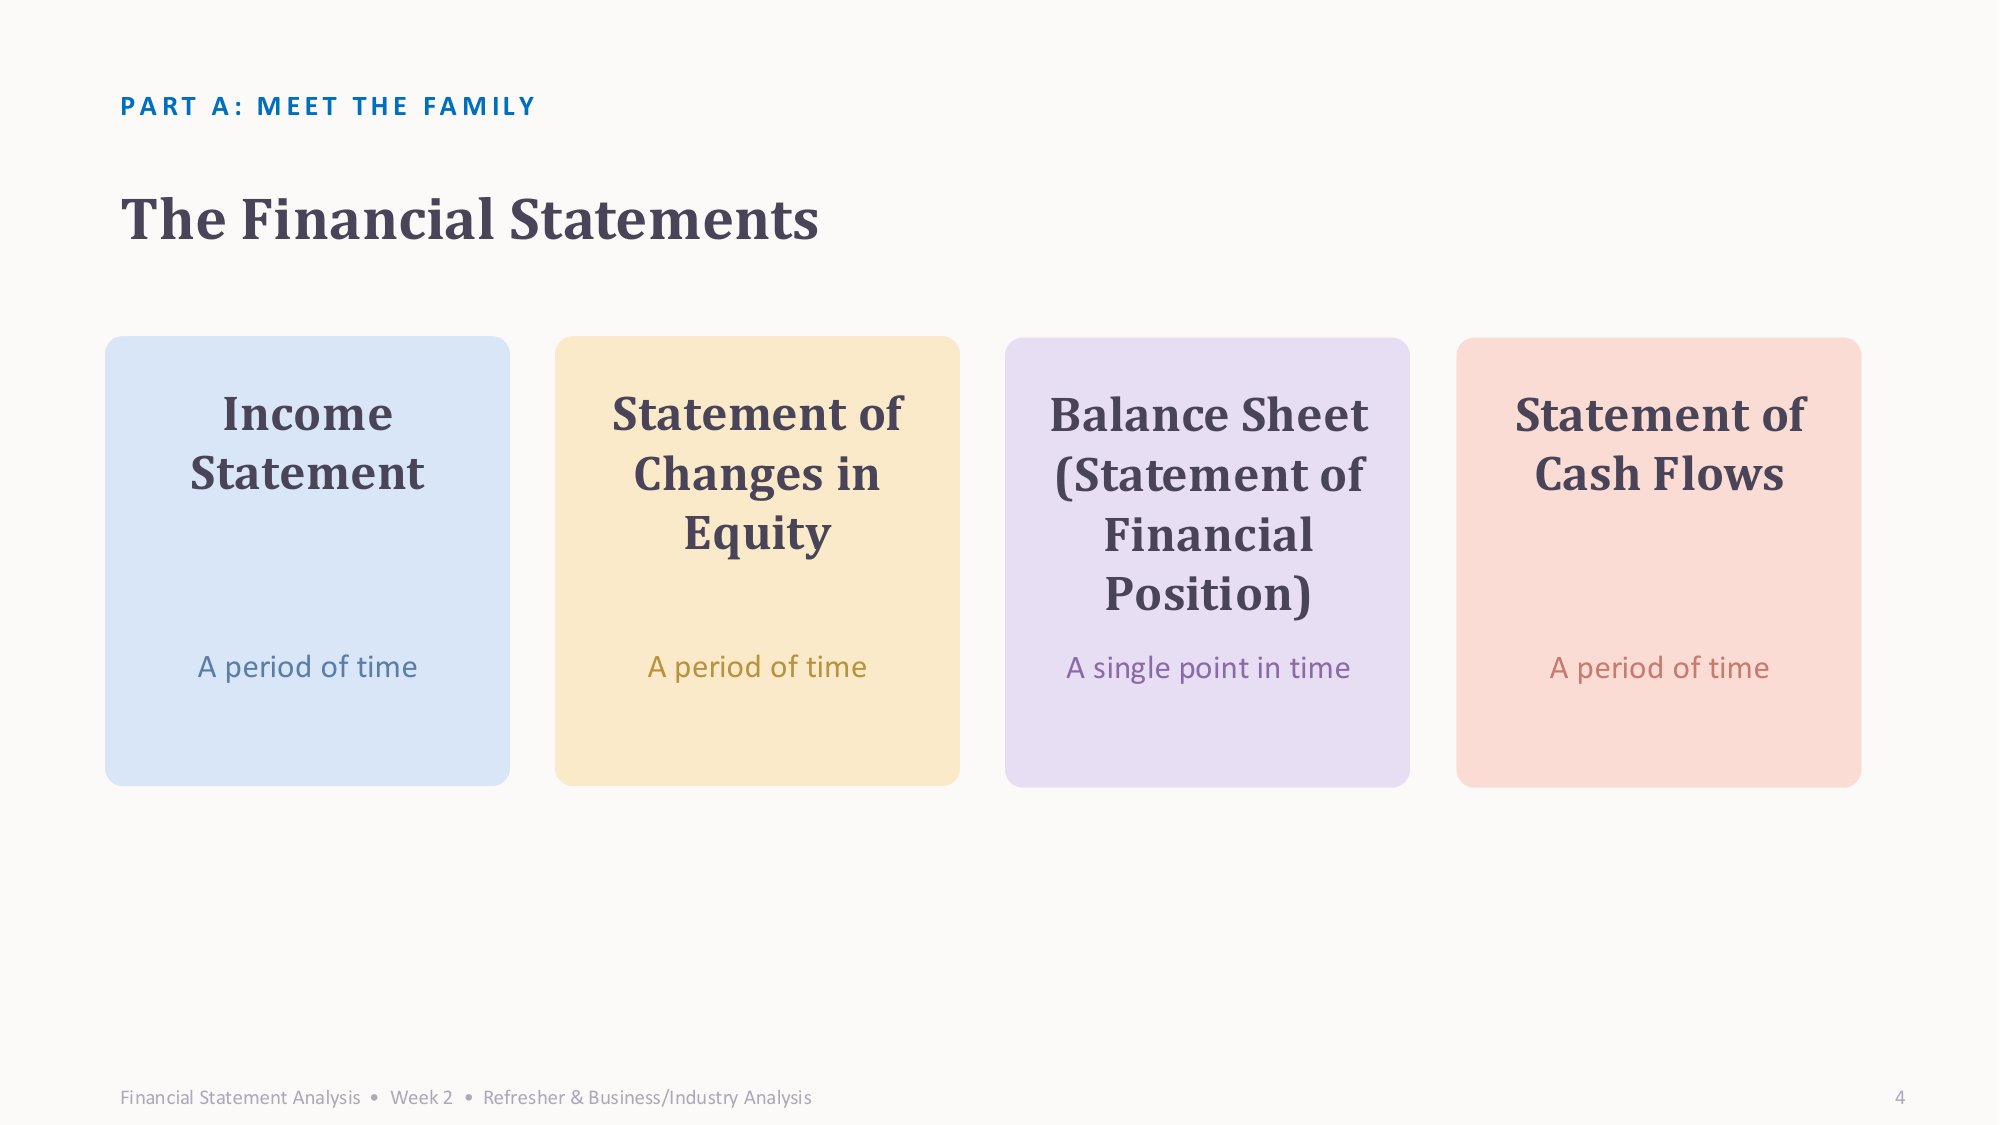 PART A: MEET THE FAMILY
The Financial Statements
Income
Statement
A period of time
Statement of
Changes in
Equity
A period of time
Balance Sheet
(Statement of
Financial
Position)
A single point in time
Statement of
Cash Flows
A period of time
Financial Statement Analysis • Week 2 • Refresher & Business/Industry Analysis
4